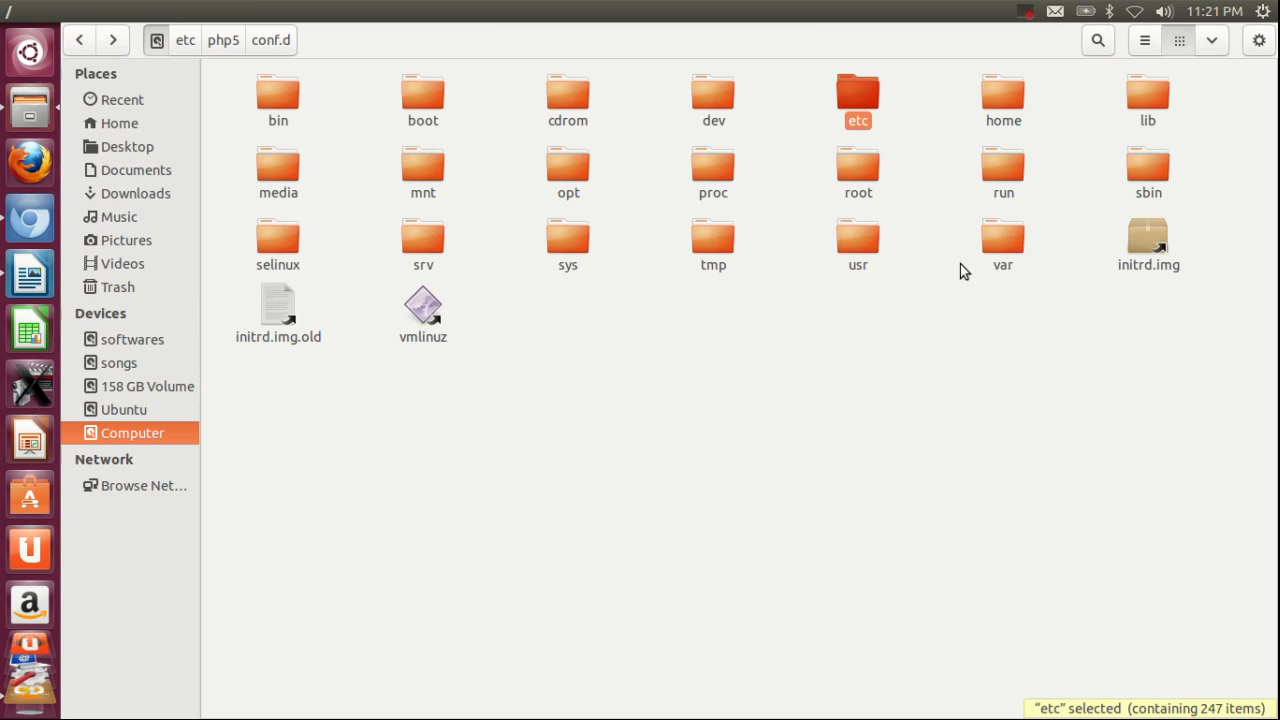 /
11:21 PM
etc php5 conf.d
Places
Recent
Home
Desktop
Documents
Downloads
Music
Pictures
Videos
Trash
Devices
softwares
songs
158 GB Volume
Ubuntu
Computer
Network
Browse Net...
bin boot cdrom dev etc home lib
media mnt opt proc root run sbin
selinux srv sys tmp usr var initrd.img
initrd.img.old vmlinuz
"etc" selected (containing 247 items)